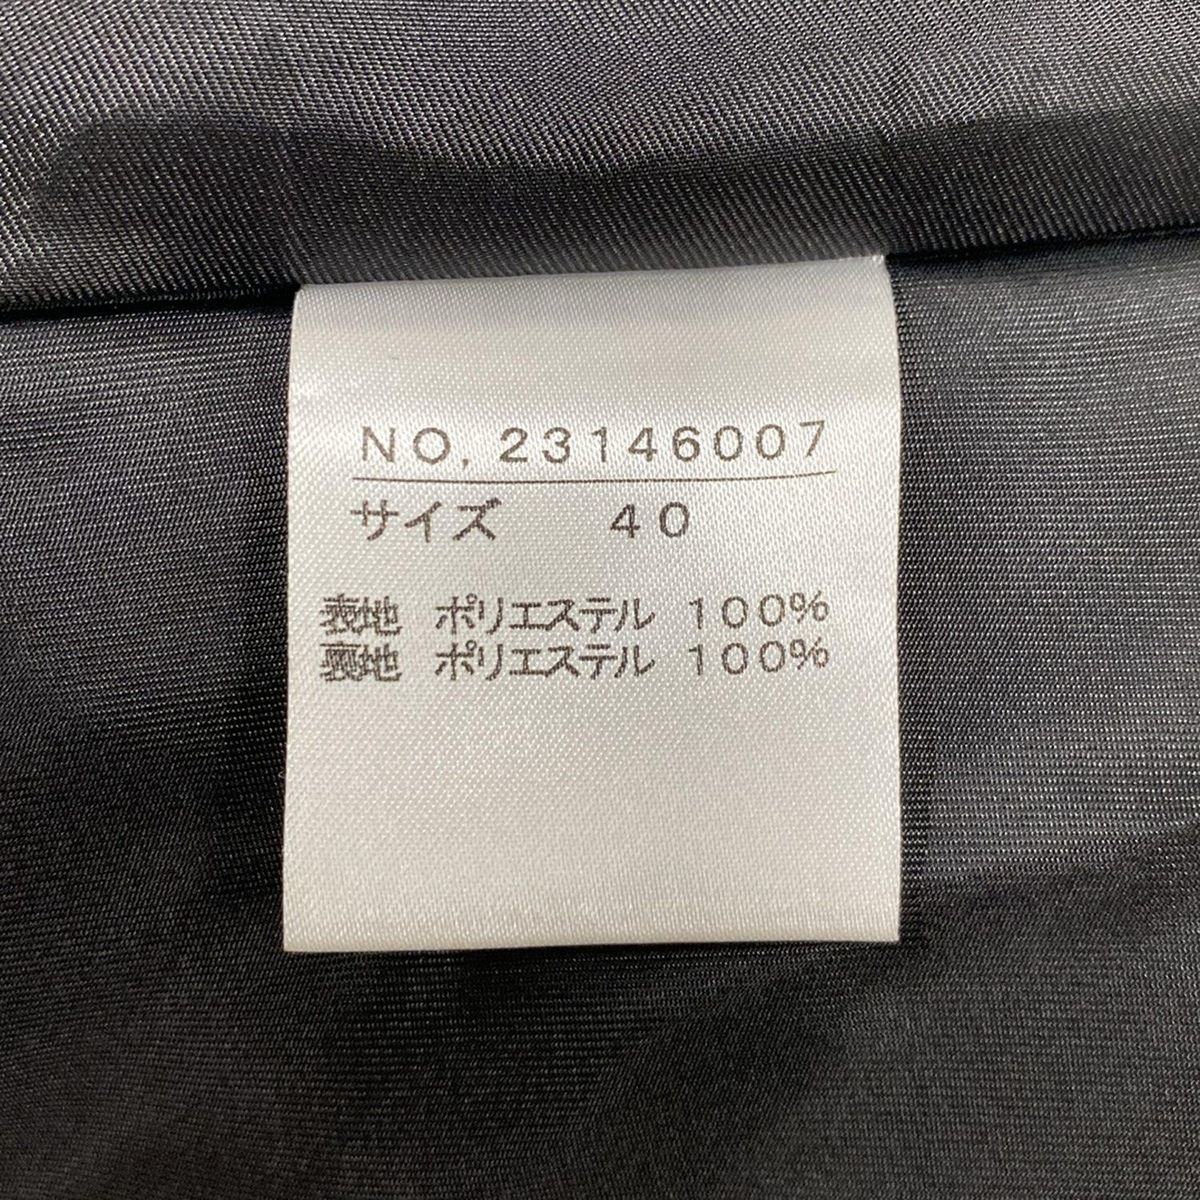 NO.23146007
サイズ 40
表地 ポリエステル 100%
裏地 ポリエステル 100%